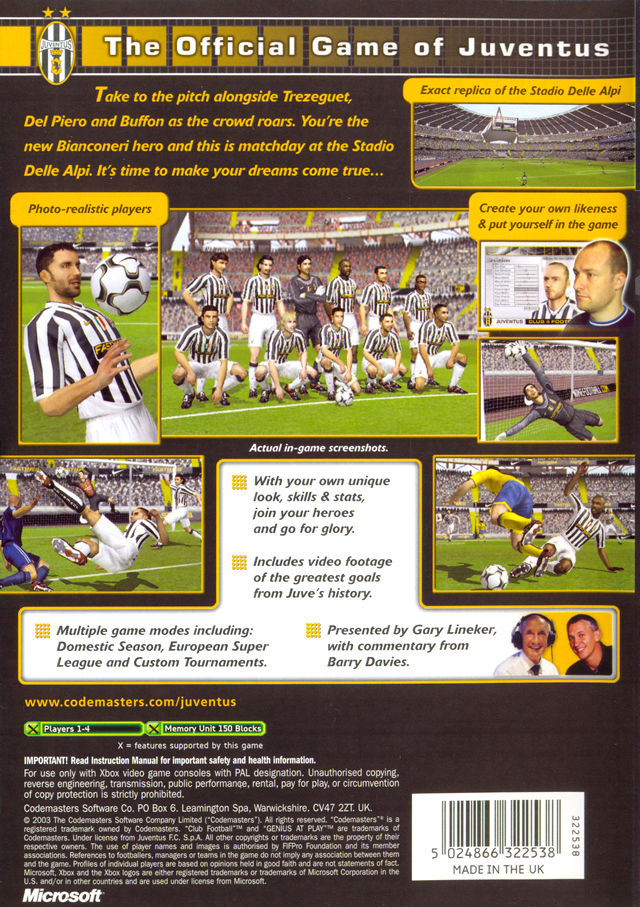 JUVENTUS
The Official Game of Juventus
Take to the pitch alongside Trezeguet,
Del Piero and Buffon as the crowd roars. You're the
new Bianconeri hero and this is matchday at the Stadio
Delle Alpi. It's time to make your dreams come true...
Exact replica of the Stadio Delle Alpi
Photo-realistic players
Create your own likeness
& put yourself in the game
JUVENTUS CLUB FOOT
Actual in-game screenshots.
With your own unique
look, skills & stats,
join your heroes
and go for glory.
Includes video footage
of the greatest goals
from Juve's history.
Multiple game modes including:
Domestic Season, European Super
League and Custom Tournaments.
Presented by Gary Lineker,
with commentary from
Barry Davies.
www.codemasters.com/juventus
X Players 1-4
X Memory Unit 150 Blocks
X = features supported by this game
IMPORTANT! Read Instruction Manual for important safety and health information.
For use only with Xbox video game consoles with PAL designation. Unauthorised copying,
reverse engineering, transmission, public performance, rental, pay for play, or circumvention
of copy protection is strictly prohibited.
Codemasters Software Co. PO Box 6. Leamington Spa, Warwickshire. CV47 2ZT. UK.
© 2003 The Codemasters Software Company Limited ("Codemasters"). All rights reserved. "Codemasters"® is a
registered trademark owned by Codemasters. "Club Football"™ and "GENIUS AT PLAY"™ are trademarks of
Codemasters. Under license from Juventus F.C. S.p.A. All other copyrights or trademarks are the property of their
respective owners. The use of player names and images is authorised by FIFPro Foundation and its member
associations. References to footballers, managers or teams in the game do not imply any association between them
and the game. Profiles of individual players are based on opinions held in good faith and are not statements of fact.
Microsoft, Xbox and the Xbox logos are either registered trademarks or trademarks of Microsoft Corporation in the
U.S. and/or in other countries and are used under license from Microsoft.
Microsoft
5 024866 322538
322538
MADE IN THE UK